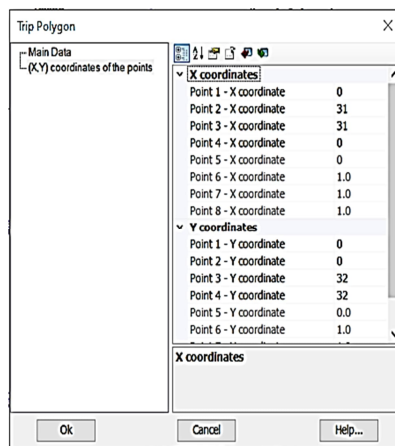 Trip Polygon
Main Data
(X,Y) coordinates of the points
X coordinates
Point 1 - X coordinate 0
Point 2 - X coordinate 31
Point 3 - X coordinate 31
Point 4 - X coordinate 0
Point 5 - X coordinate 0
Point 6 - X coordinate 1.0
Point 7 - X coordinate 1.0
Point 8 - X coordinate 1.0
Y coordinates
Point 1 - Y coordinate 0
Point 2 - Y coordinate 0
Point 3 - Y coordinate 32
Point 4 - Y coordinate 32
Point 5 - Y coordinate 0.0
Point 6 - Y coordinate 1.0
X coordinates
Ok Cancel Help...